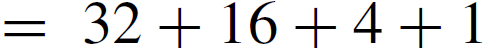 = 32 + 16 + 4 + 1